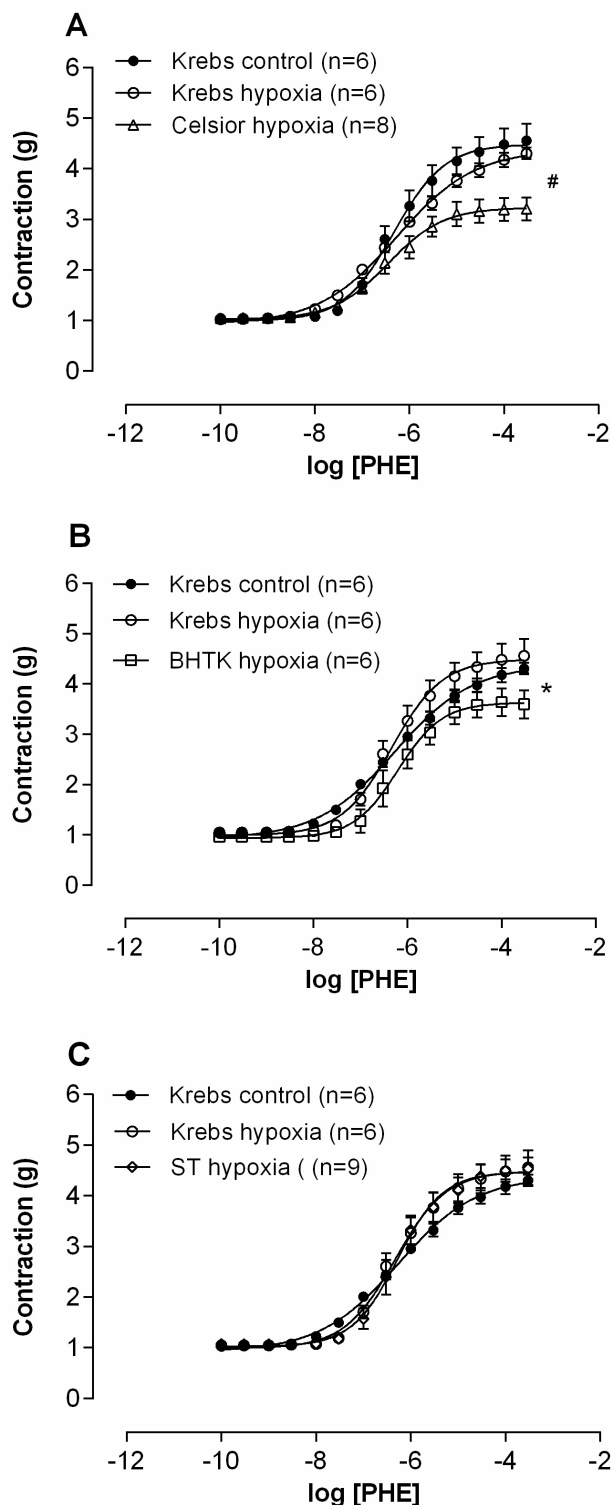 A
Krebs control (n=6)
Krebs hypoxia (n=6)
Celsior hypoxia (n=8)
6
5
4
3
2
1
0
Contraction (g)
#
-12 -10 -8 -6 -4 -2
log [PHE]
B
Krebs control (n=6)
Krebs hypoxia (n=6)
BHTK hypoxia (n=6)
6
5
4
3
2
1
0
Contraction (g)
*
-12 -10 -8 -6 -4 -2
log [PHE]
C
Krebs control (n=6)
Krebs hypoxia (n=6)
ST hypoxia ( (n=9)
6
5
4
3
2
1
0
Contraction (g)
-12 -10 -8 -6 -4 -2
log [PHE]